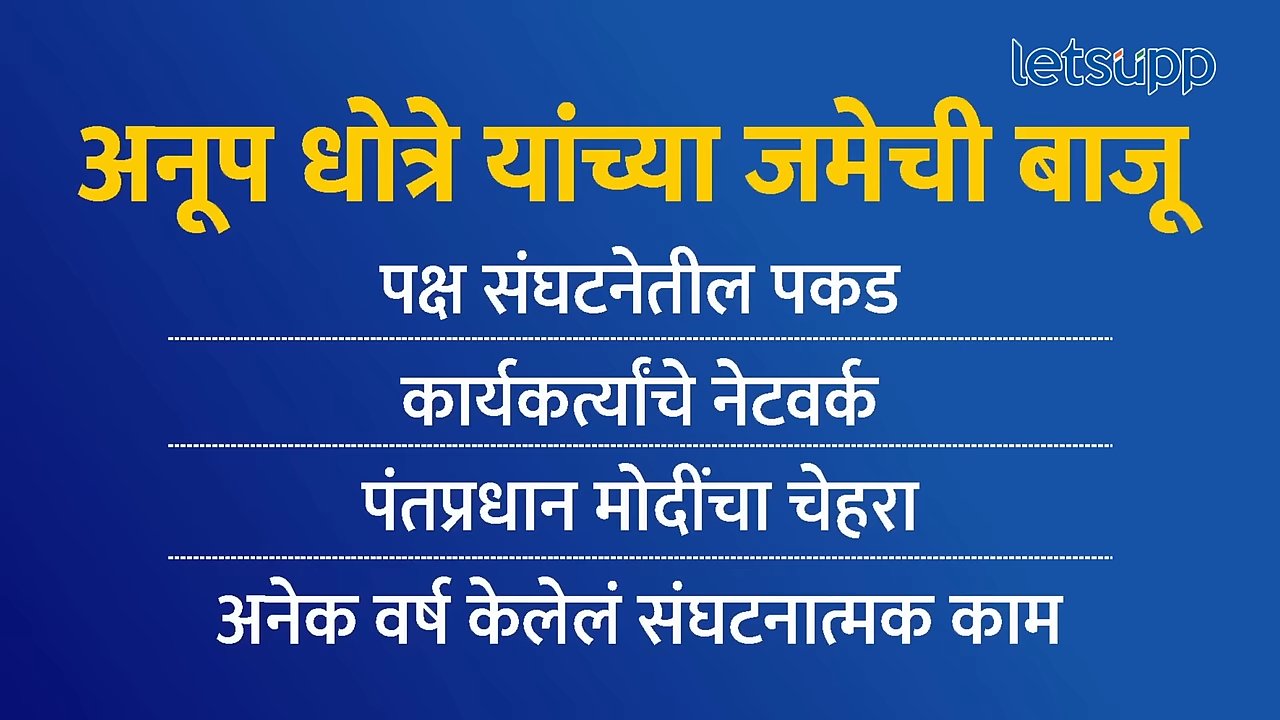 letsupp
अनूप धोत्रे यांच्या जमेची बाजू
पक्ष संघटनेतील पकड
कार्यकर्त्यांचे नेटवर्क
पंतप्रधान मोदींचा चेहरा
अनेक वर्ष केलेलं संघटनात्मक काम